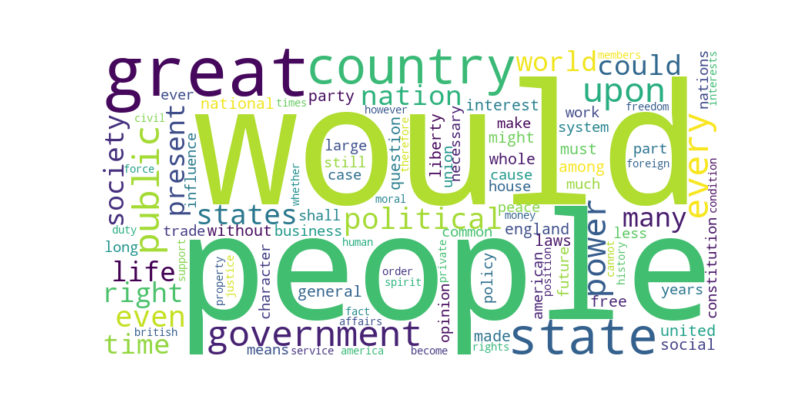 great country world members could nations interests
ever nation upon
national times party however interest work freedom
civil would every
society public present influence large still case question therefore liberty union necessary make might whole cause house system must among much part foreign
force whether moral peace
states shall political money england many condition
duty trade without business common laws less
long human
life support property justice character order spirit private policy american position future power cannot history free constitution
right people years
even general opinion
time british government fact affairs made state united
means service america become rights social